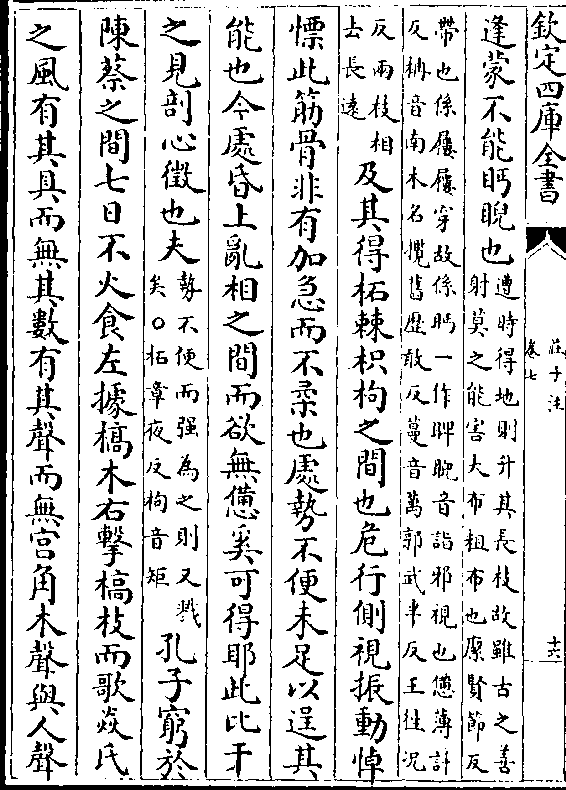 欽定四庫全書
莊子注
卷七
十六
逢蒙不能眄睨也
遭時得地則升其長枝故雖古之善
射莫之能害大布粗布也縻賢節反
帶也係屨屨穿故係眄一作睥睨音詣邪視也憊薄計
反枏音南木名攬舊歷敢反蔓音萬郭武半反王往況
反兩枝相
去長遠
及其得柘棘枳枸之間也危行側視振動悼
慄此筋骨非有加急而不柔也處勢不便未足以逞其
能也今處昏上亂相之間而欲無憊奚可得耶此比干
之見剖心徵也夫
勢不便而强為之則又戮
矣○柘章夜反枸音矩
孔子窮於
陳蔡之間七日不火食左據槁木右擊槁枝而歌焱氏
之風有其具而無其數有其聲而無宮角木聲與人聲